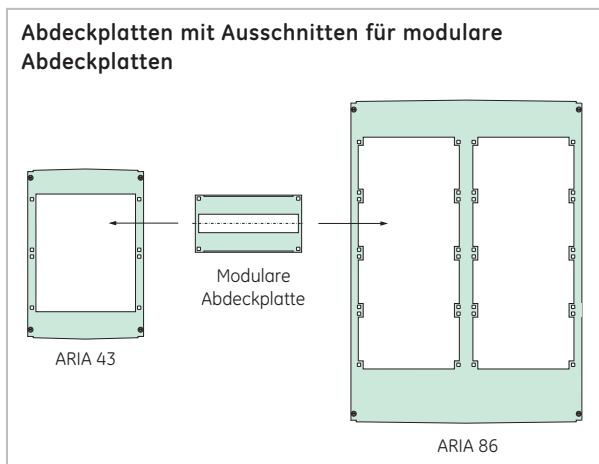 Abdeckplatten mit Ausschnitten für modulare
Abdeckplatten
Modulare
Abdeckplatte
ARIA 43
ARIA 86